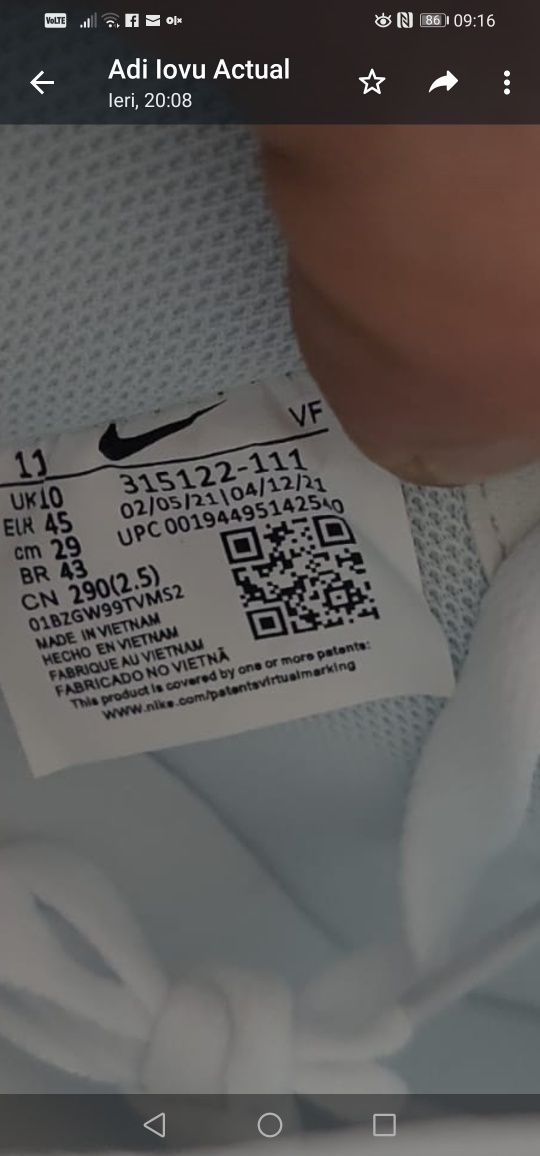 VoLTE 86 09:16
Adi Iovu Actual
Ieri, 20:08
VF
11
UK 10
EUR 45
cm 29
BR 43
CN 290(2.5)
315122-111
02/05/21 | 04/12/21
UPC 00194495142540
01BZGW99TVMS2
MADE IN VIETNAM
HECHO EN VIETNAM
FABRIQUE AU VIETNAM
FABRICADO NO VIETNÃ
This product is covered by one or more patents:
www.nike.com/patentsvirtualmarking